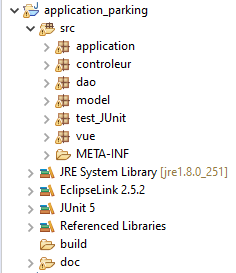 application_parking
src
application
controleur
dao
model
test_JUnit
vue
META-INF
JRE System Library [jre1.8.0_251]
EclipseLink 2.5.2
JUnit 5
Referenced Libraries
build
doc